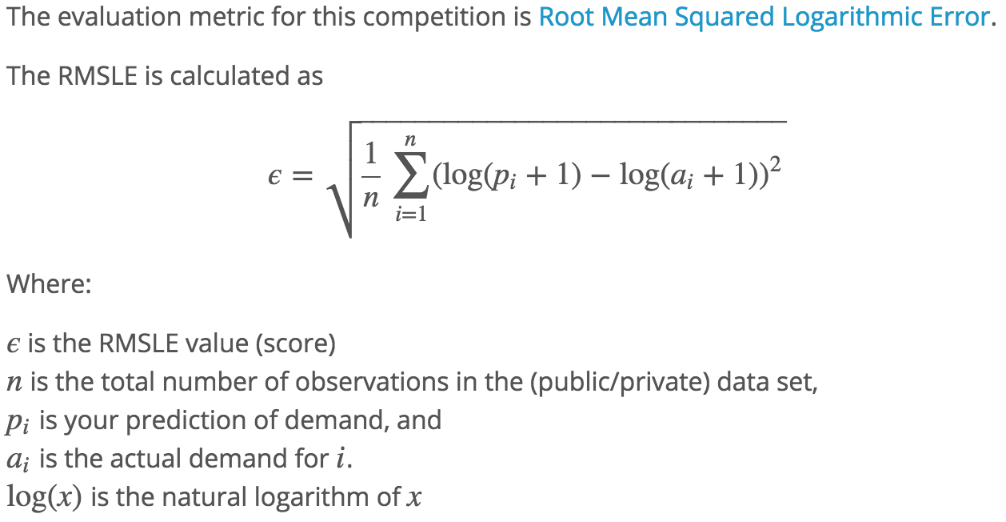 The evaluation metric for this competition is Root Mean Squared Logarithmic Error.
The RMSLE is calculated as
ϵ = √(1/n ∑_{i=1}^{n} (log(p_i + 1) − log(a_i + 1))²)
Where:
ϵ is the RMSLE value (score)
n is the total number of observations in the (public/private) data set,
p_i is your prediction of demand, and
a_i is the actual demand for i.
log(x) is the natural logarithm of x